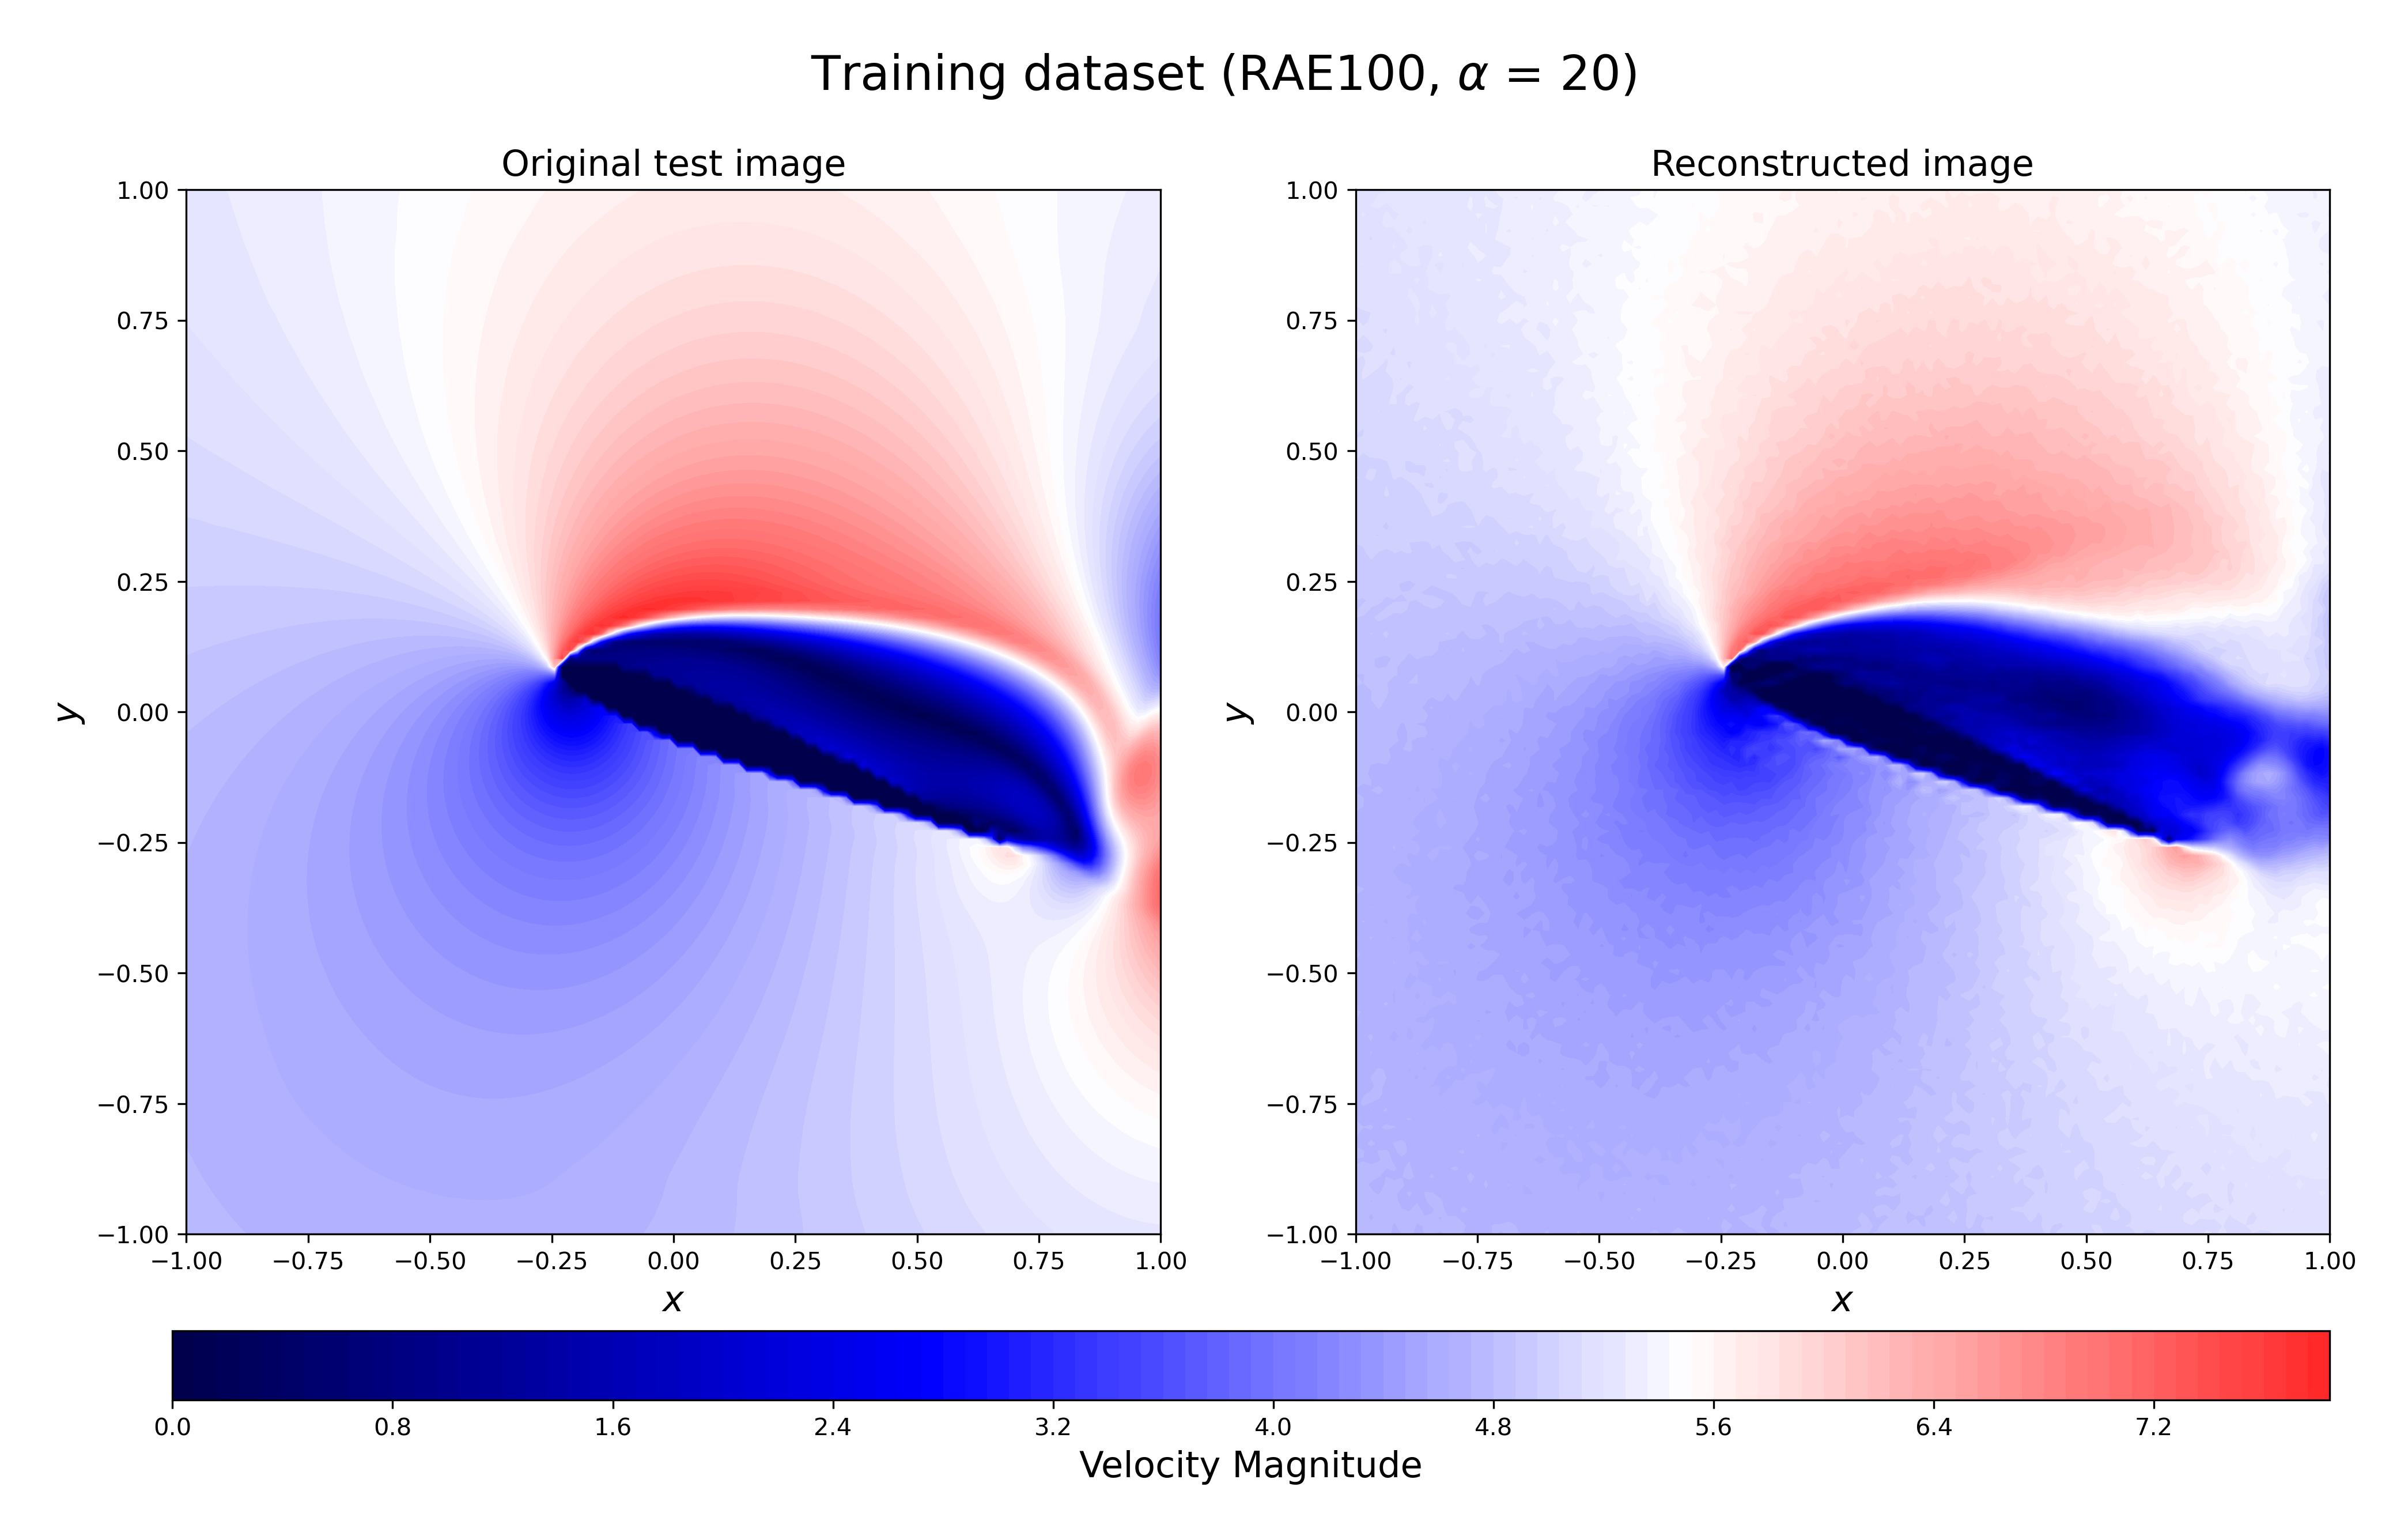 Training dataset (RAE100, α = 20)
Original test image
Reconstructed image
1.00
0.75
0.50
0.25
0.00
−0.25
−0.50
−0.75
−1.00
y
−1.00 −0.75 −0.50 −0.25 0.00 0.25 0.50 0.75 1.00
x
1.00
0.75
0.50
0.25
0.00
−0.25
−0.50
−0.75
−1.00
y
−1.00 −0.75 −0.50 −0.25 0.00 0.25 0.50 0.75 1.00
x
0.0 0.8 1.6 2.4 3.2 4.0 4.8 5.6 6.4 7.2
Velocity Magnitude